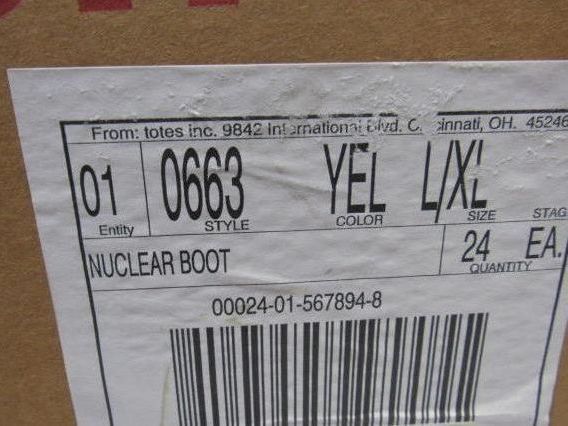 From: totes inc. 9842 International Blvd. Cincinnati, OH. 45246
01 0663 YEL L/XL
Entity STYLE COLOR SIZE STAG
NUCLEAR BOOT 24 EA.
QUANTITY
00024-01-567894-8